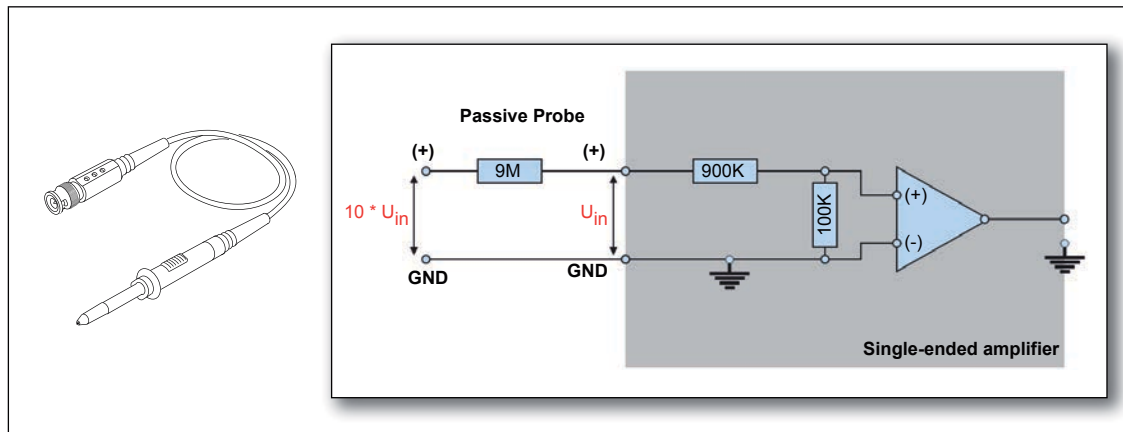 Passive Probe
(+) (+)
9M 900K
100K
(+)
10 * Uin Uin
(-)
GND GND
Single-ended amplifier